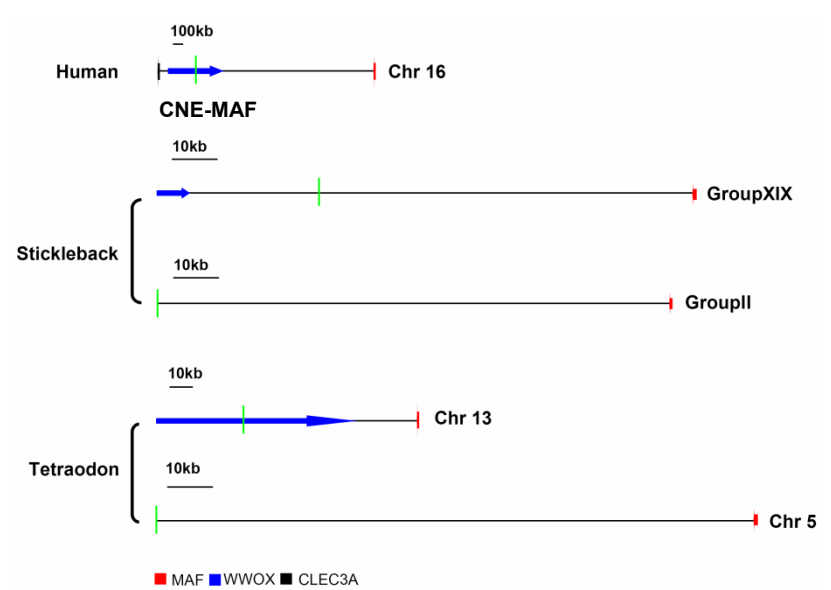 100kb
Human Chr 16
CNE-MAF
10kb
GroupXIX
Stickleback
10kb
GroupII
10kb
Chr 13
Tetraodon
10kb
Chr 5
MAF WWOX CLEC3A